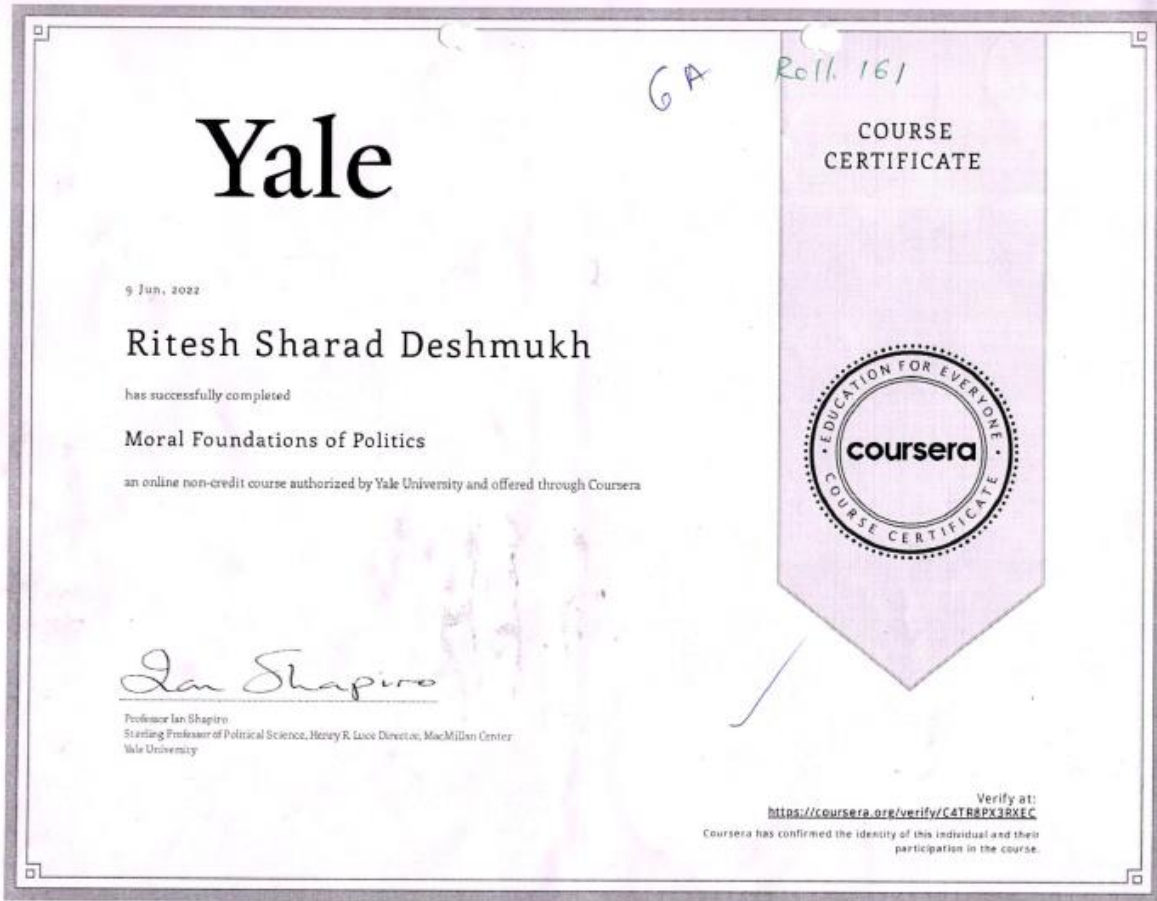 6A Roll. 161
Yale
COURSE
CERTIFICATE
9 Jun, 2022
Ritesh Sharad Deshmukh
has successfully completed
Moral Foundations of Politics
an online non-credit course authorized by Yale University and offered through Coursera
EDUCATION FOR EVERYONE
coursera
COURSE CERTIFICATE
Ian Shapiro
Professor Ian Shapiro
Sterling Professor of Political Science, Henry R. Luce Director, MacMillan Center
Yale University
Verify at:
https://coursera.org/verify/C4TR8PX3RXEC
Coursera has confirmed the identity of this individual and their
participation in the course.